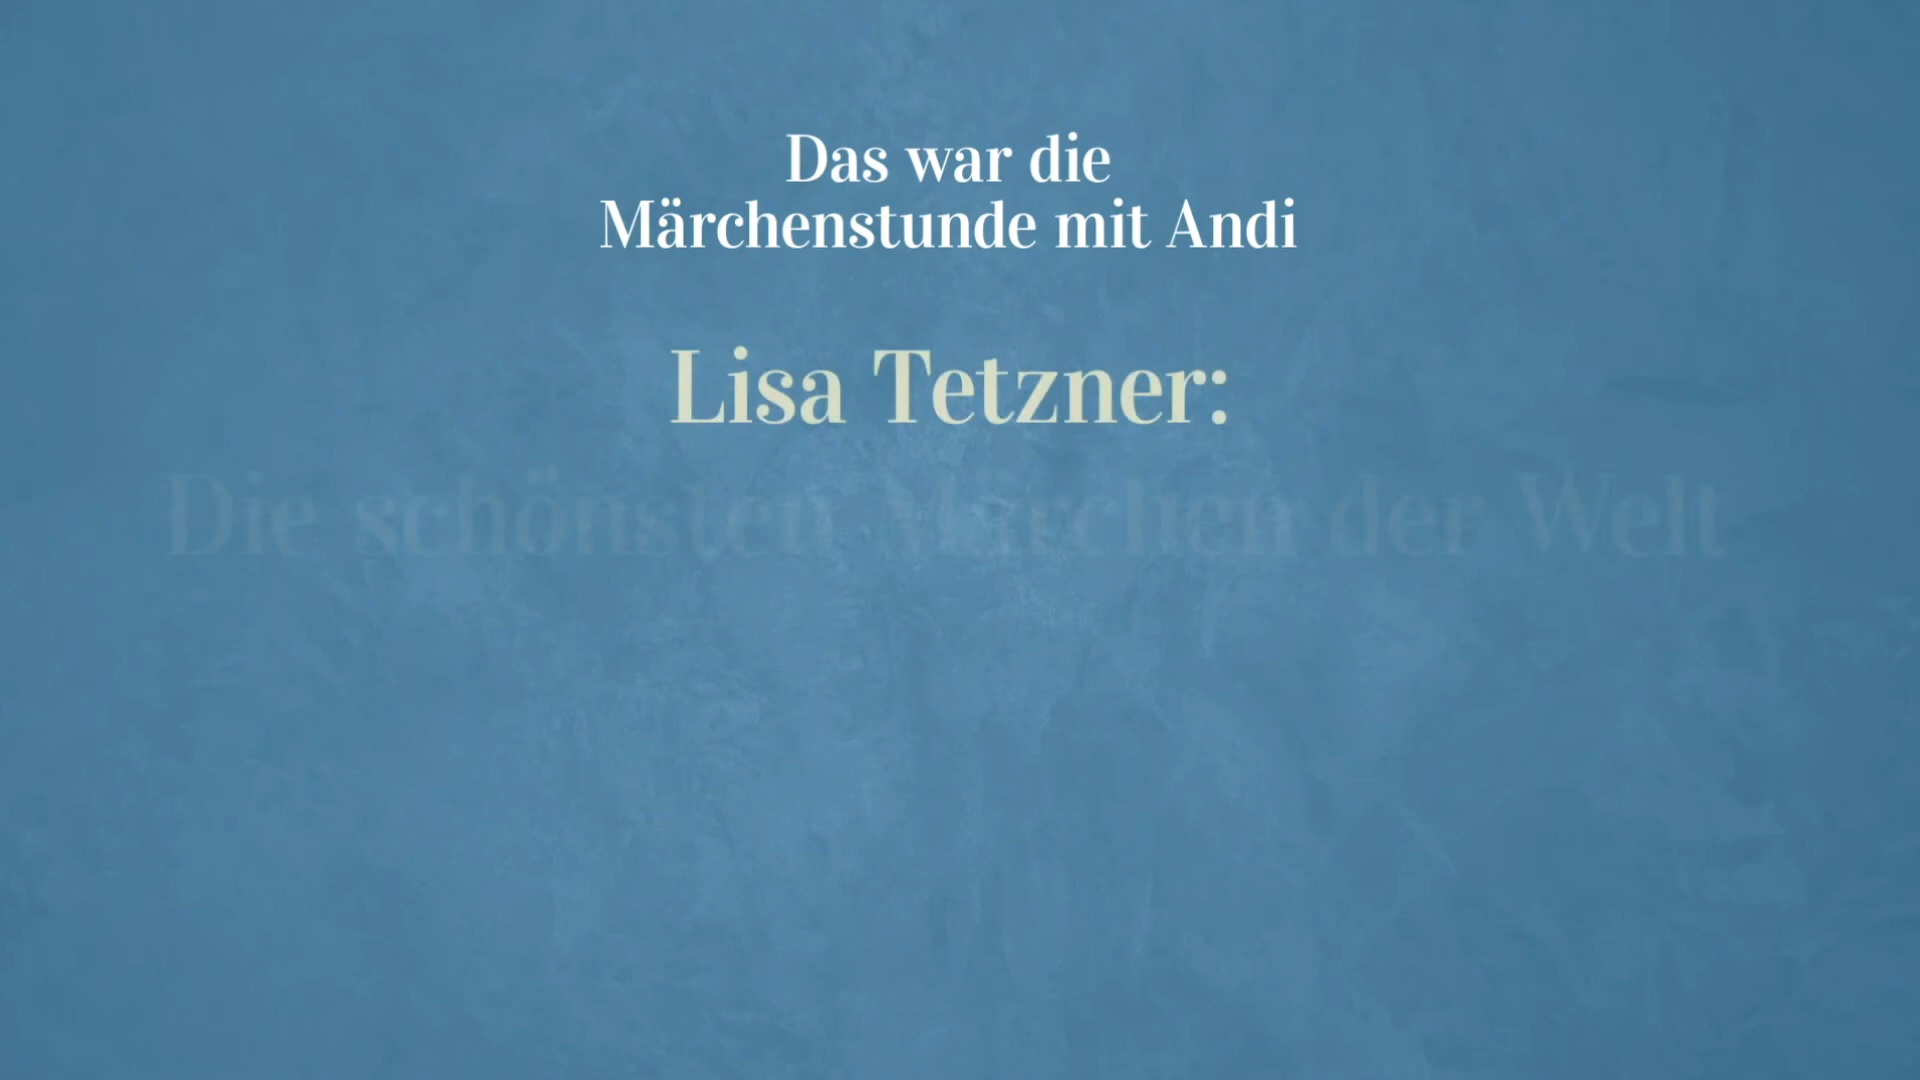 Das war die
Märchenstunde mit Andi
Lisa Tetzner:
Die schönsten Märchen der Welt